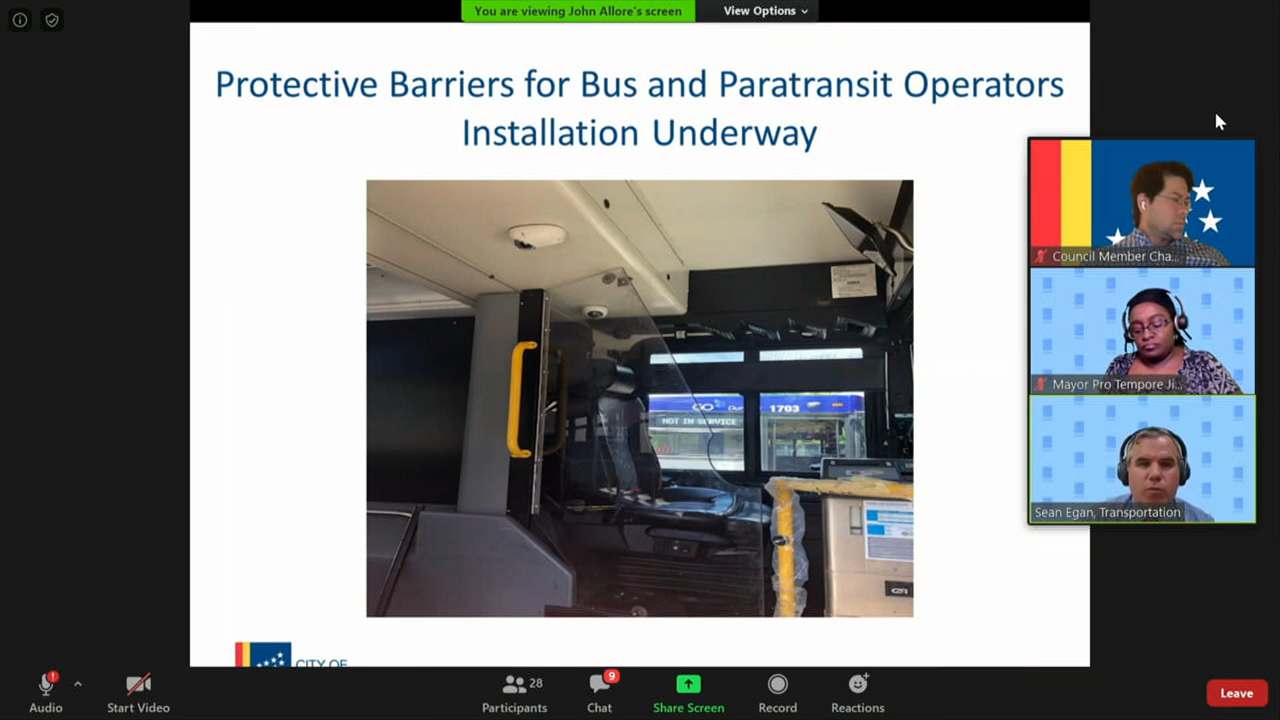 You are viewing John Allore's screen
View Options
Protective Barriers for Bus and Paratransit Operators
Installation Underway
1703
NOT IN SERVICE
GFI
Council Member Cha...
Mayor Pro Tempore Ji...
Sean Egan, Transportation
CITY OF
Audio
Start Video
28
Participants
9
Chat
Share Screen
Record
Reactions
Leave